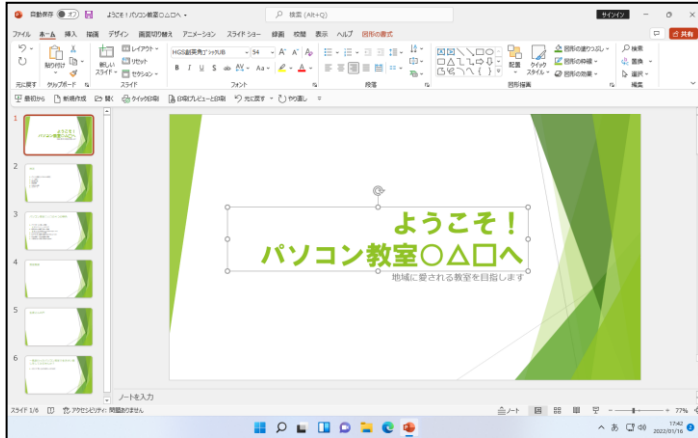 自動保存 オフ ようこそ！パソコン教室○△□へ 検索 (Alt+Q) サインイン
ファイル ホーム 挿入 描画 デザイン 画面切り替え アニメーション スライド ショー 録画 校閲 表示 ヘルプ 図形の書式 共有
貼り付け 新しいスライド レイアウト リセット セクション HGS創英角ｺﾞｼｯｸUB 54 配置 クイックスタイル 図形の塗りつぶし 図形の枠線 図形の効果 検索 置換 選択
元に戻す クリップボード スライド フォント 段落 図形描画 編集
最初から 新規作成 開く クイック印刷 印刷プレビューと印刷 元に戻す やり直し
1
2
3
4
5
6
ようこそ！
パソコン教室○△□へ
地域に愛される教室を目指します
ノートを入力
スライド 1/6 アクセシビリティ: 問題ありません ノート 77%
あ 17:42
2022/01/16